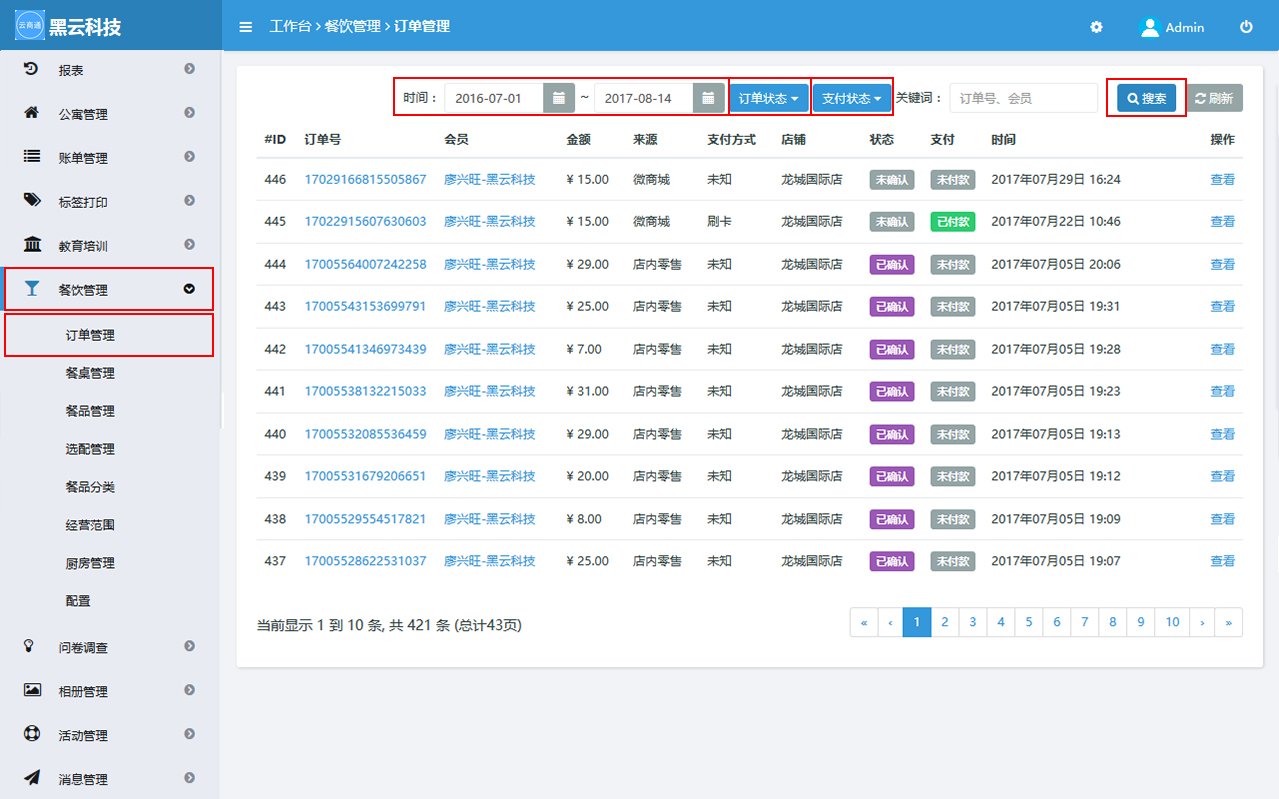 云商通 黑云科技 工作台 > 餐饮管理 > 订单管理 Admin
报表
公寓管理
账单管理
标签打印
教育培训
餐饮管理
订单管理
餐桌管理
餐品管理
选配管理
餐品分类
经营范围
厨房管理
配置
问卷调查
相册管理
活动管理
消息管理
时间： 2016-07-01 ~ 2017-08-14 订单状态 支付状态 关键词： 订单号、会员 搜索 刷新
#ID 订单号 会员 金额 来源 支付方式 店铺 状态 支付 时间 操作
446 17029166815505867 廖兴旺-黑云科技 ¥ 15.00 微商城 未知 龙城国际店 未确认 未付款 2017年07月29日 16:24 查看
445 17022915607630603 廖兴旺-黑云科技 ¥ 15.00 微商城 刷卡 龙城国际店 未确认 已付款 2017年07月22日 10:46 查看
444 17005564007242258 廖兴旺-黑云科技 ¥ 29.00 店内零售 未知 龙城国际店 已确认 未付款 2017年07月05日 20:06 查看
443 17005543153699791 廖兴旺-黑云科技 ¥ 25.00 店内零售 未知 龙城国际店 已确认 未付款 2017年07月05日 19:31 查看
442 17005541346973439 廖兴旺-黑云科技 ¥ 7.00 店内零售 未知 龙城国际店 已确认 未付款 2017年07月05日 19:28 查看
441 17005538132215033 廖兴旺-黑云科技 ¥ 31.00 店内零售 未知 龙城国际店 已确认 未付款 2017年07月05日 19:23 查看
440 17005532085536459 廖兴旺-黑云科技 ¥ 29.00 店内零售 未知 龙城国际店 已确认 未付款 2017年07月05日 19:13 查看
439 17005531679206651 廖兴旺-黑云科技 ¥ 20.00 店内零售 未知 龙城国际店 已确认 未付款 2017年07月05日 19:12 查看
438 17005529554517821 廖兴旺-黑云科技 ¥ 8.00 店内零售 未知 龙城国际店 已确认 未付款 2017年07月05日 19:09 查看
437 17005528622531037 廖兴旺-黑云科技 ¥ 25.00 店内零售 未知 龙城国际店 已确认 未付款 2017年07月05日 19:07 查看
当前显示 1 到 10 条, 共 421 条 (总计43页) « ‹ 1 2 3 4 5 6 7 8 9 10 › »